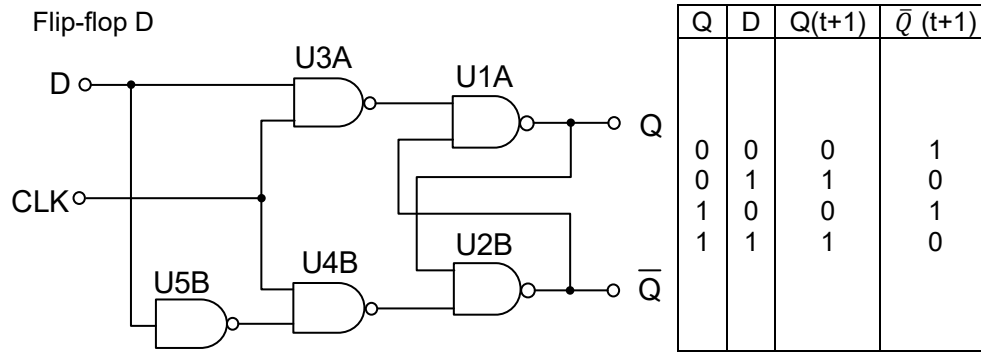 Flip-flop D
D
U3A
U1A
Q
CLK
U2B
U4B
U5B
Q̅
Q D Q(t+1) Q̅ (t+1)
0 0 0 1
0 1 1 0
1 0 0 1
1 1 1 0